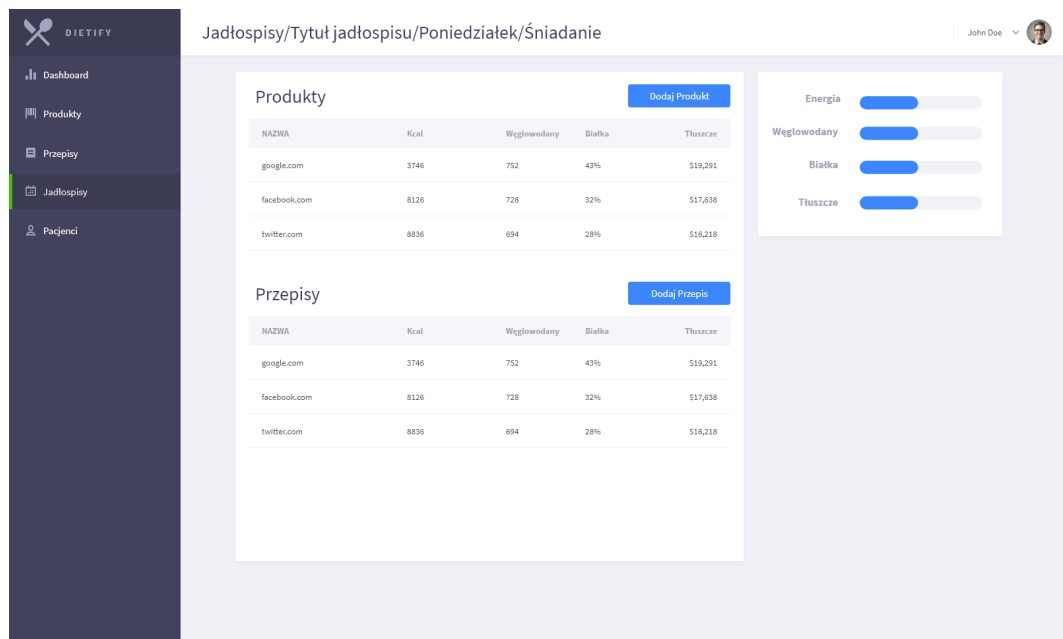 DIETIFY
Jadłospisy/Tytuł jadłospisu/Poniedziałek/Śniadanie
John Doe
Dashboard
Produkty
Przepisy
Jadłospisy
Pacjenci
Produkty
Dodaj Produkt
NAZWA Kcal Węglowodany Białka Tłuszcze
google.com 3746 752 43% $19,291
facebook.com 8126 728 32% $17,638
twitter.com 8836 694 28% $16,218
Przepisy
Dodaj Przepis
NAZWA Kcal Węglowodany Białka Tłuszcze
google.com 3746 752 43% $19,291
facebook.com 8126 728 32% $17,638
twitter.com 8836 694 28% $16,218
Energia
Węglowodany
Białka
Tłuszcze